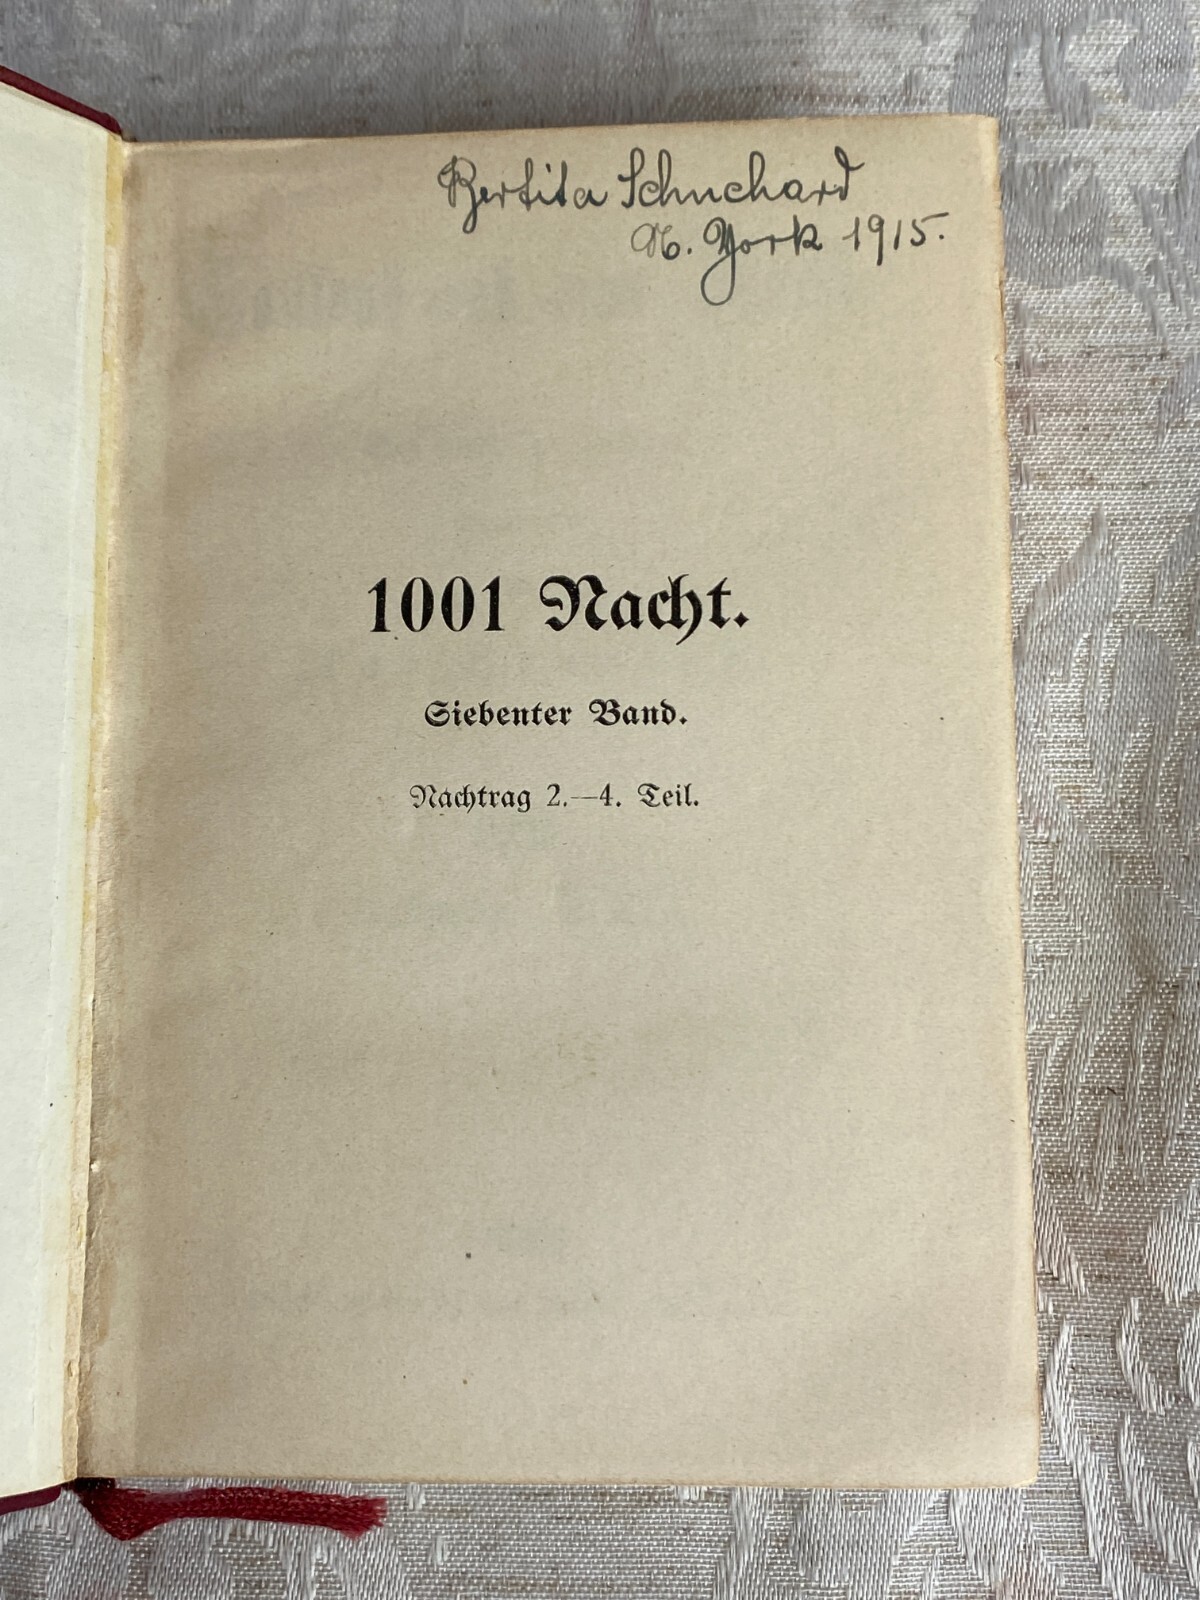 Bertita Schuchard
N. York 1915.
1001 Nacht.
Siebenter Band.
Nachtrag 2.—4. Teil.